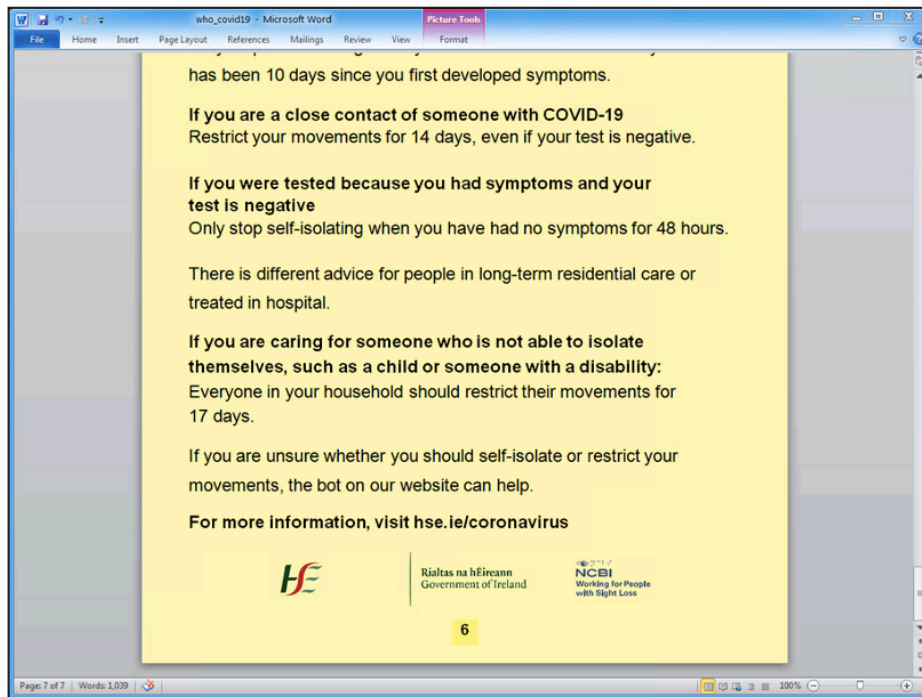 who_covid19 - Microsoft Word
Picture Tools
File Home Insert Page Layout References Mailings Review View Format
has been 10 days since you first developed symptoms.
If you are a close contact of someone with COVID-19
Restrict your movements for 14 days, even if your test is negative.
If you were tested because you had symptoms and your
test is negative
Only stop self-isolating when you have had no symptoms for 48 hours.
There is different advice for people in long-term residential care or
treated in hospital.
If you are caring for someone who is not able to isolate
themselves, such as a child or someone with a disability:
Everyone in your household should restrict their movements for
17 days.
If you are unsure whether you should self-isolate or restrict your
movements, the bot on our website can help.
For more information, visit hse.ie/coronavirus
Rialtas na hÉireann
Government of Ireland
NCBI
Working for People
with Sight Loss
6
Page: 7 of 7 Words: 1,039 100%